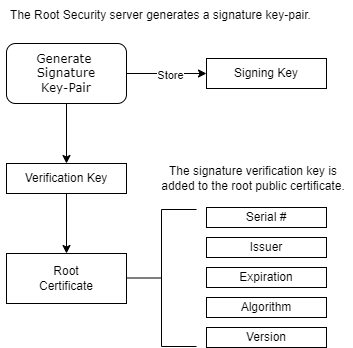 The Root Security server generates a signature key-pair.
Generate
Signature
Key-Pair
Store
Signing Key
Verification Key
The signature verification key is
added to the root public certificate.
Root
Certificate
Serial #
Issuer
Expiration
Algorithm
Version